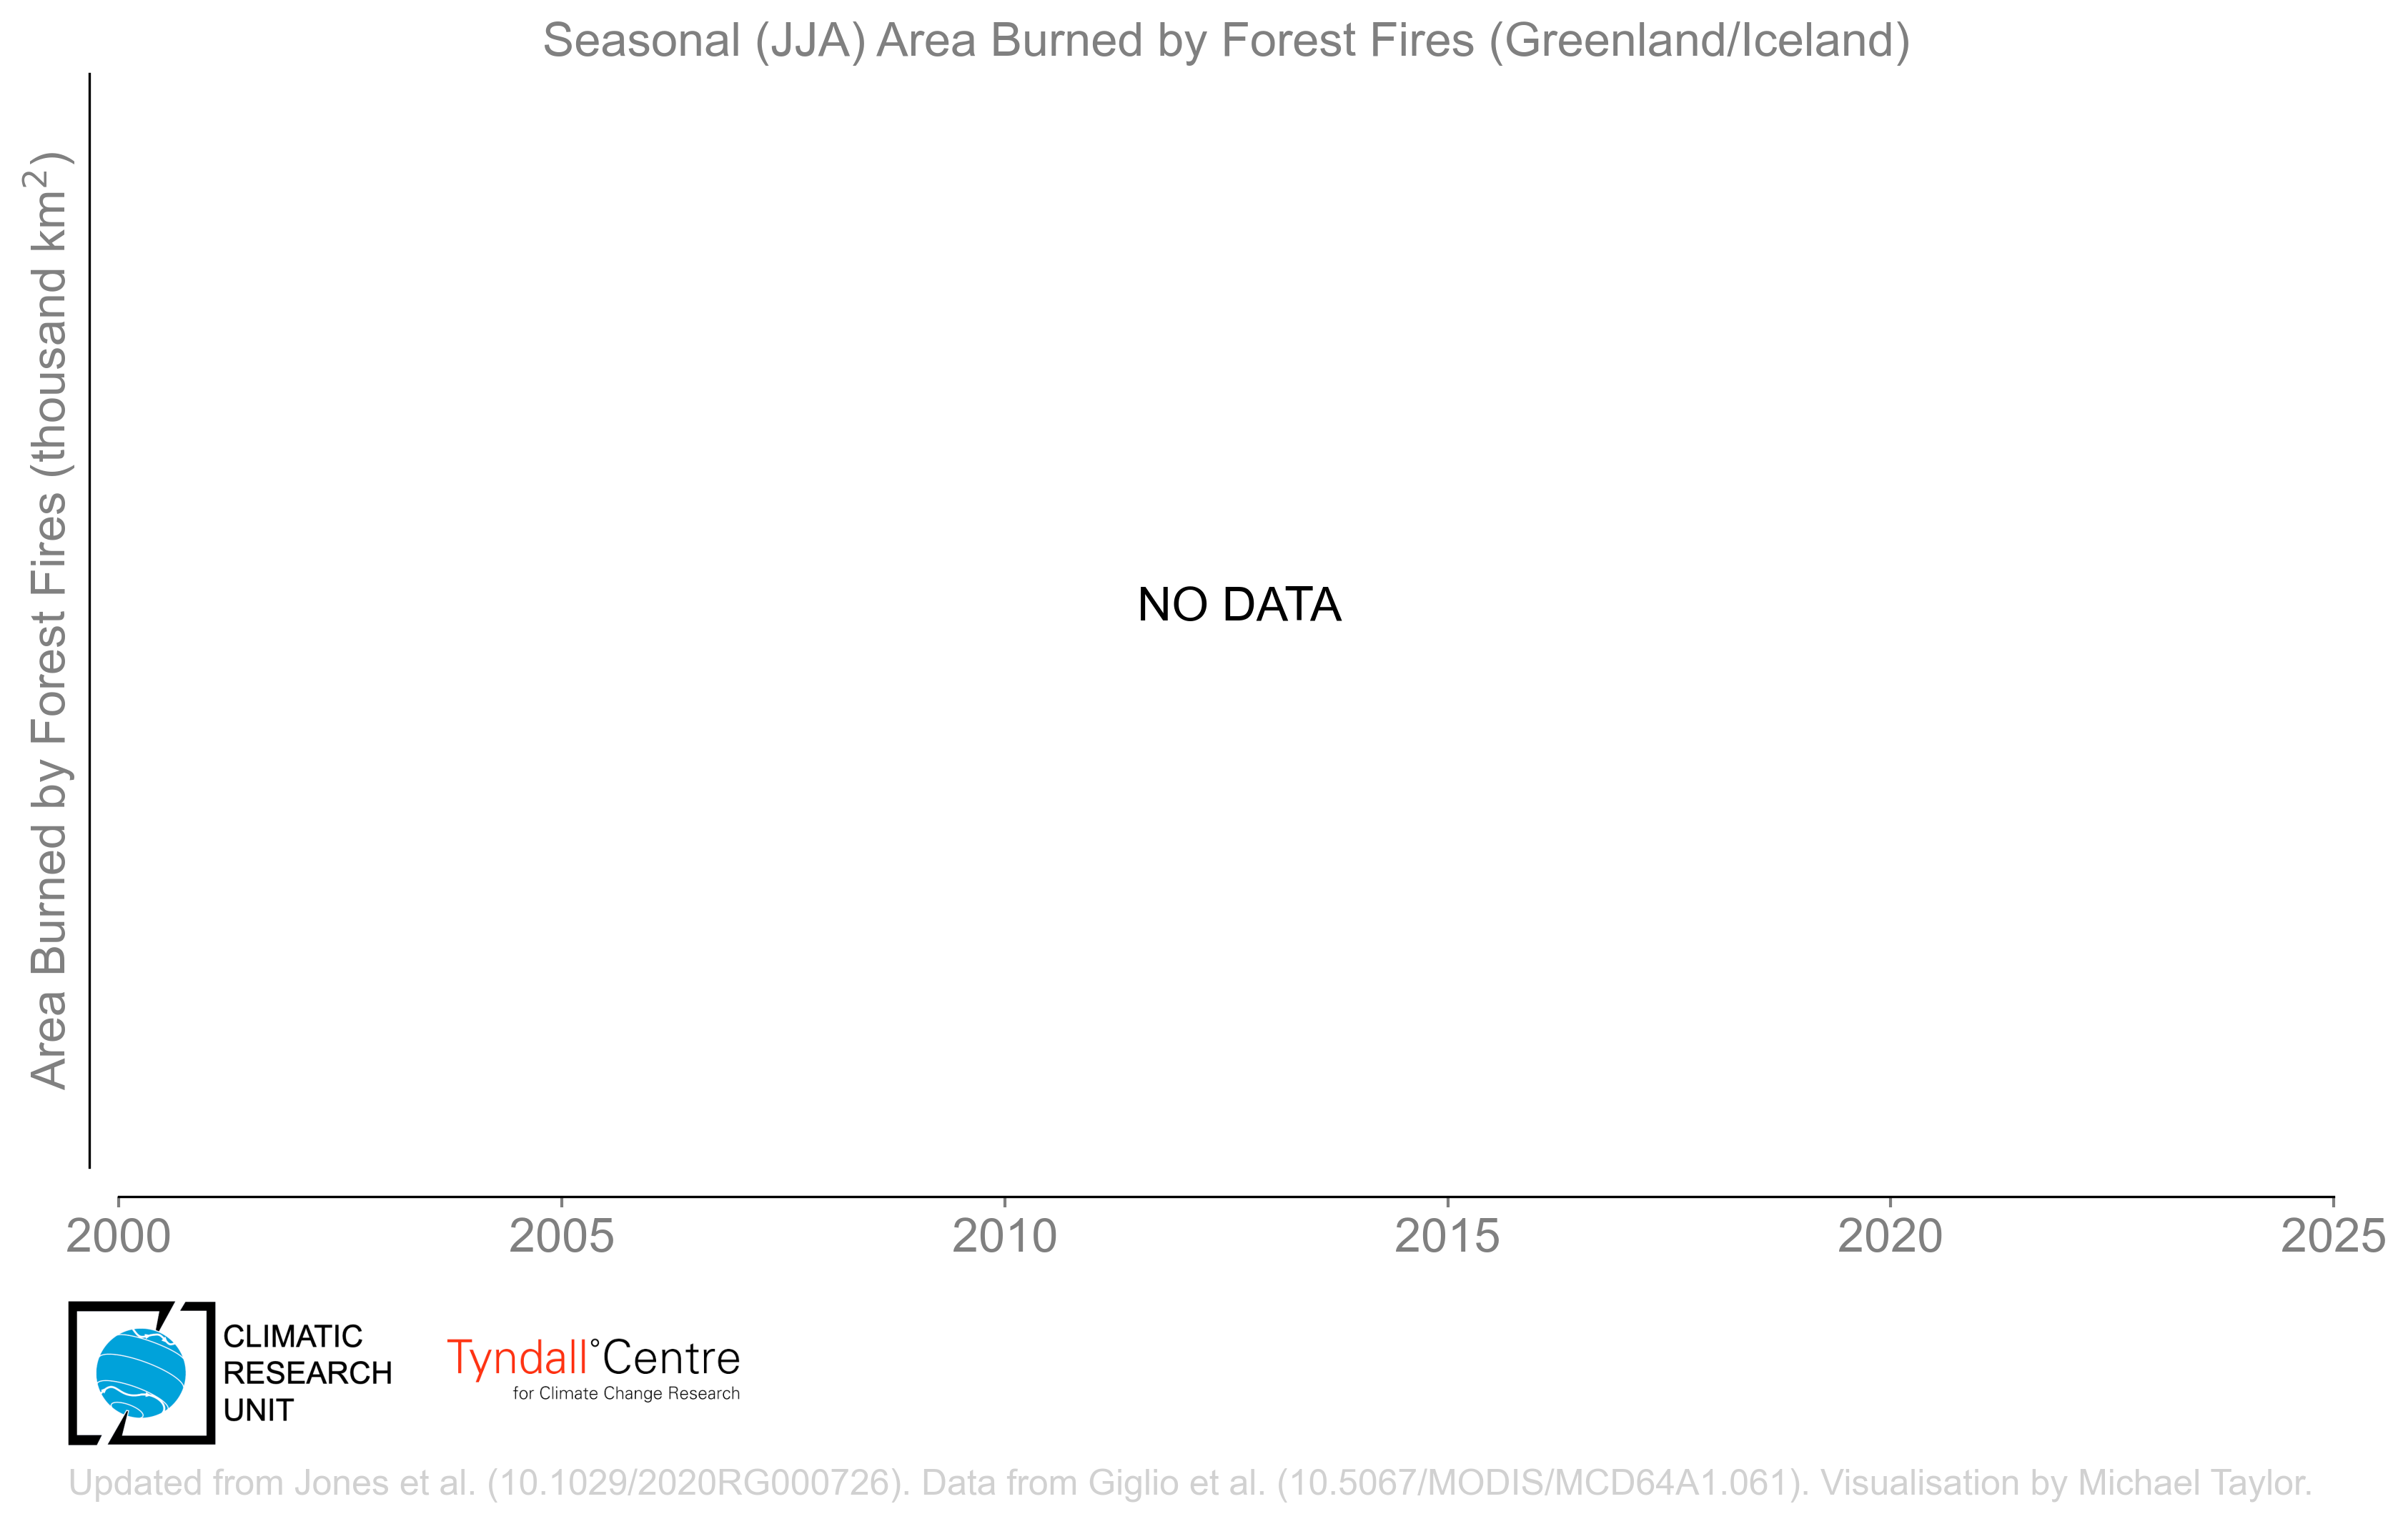 Seasonal (JJA) Area Burned by Forest Fires (Greenland/Iceland)
Area Burned by Forest Fires (thousand km²)
NO DATA
2000 2005 2010 2015 2020 2025
CLIMATIC
RESEARCH
UNIT
Tyndall°Centre
for Climate Change Research
Updated from Jones et al. (10.1029/2020RG000726). Data from Giglio et al. (10.5067/MODIS/MCD64A1.061). Visualisation by Michael Taylor.